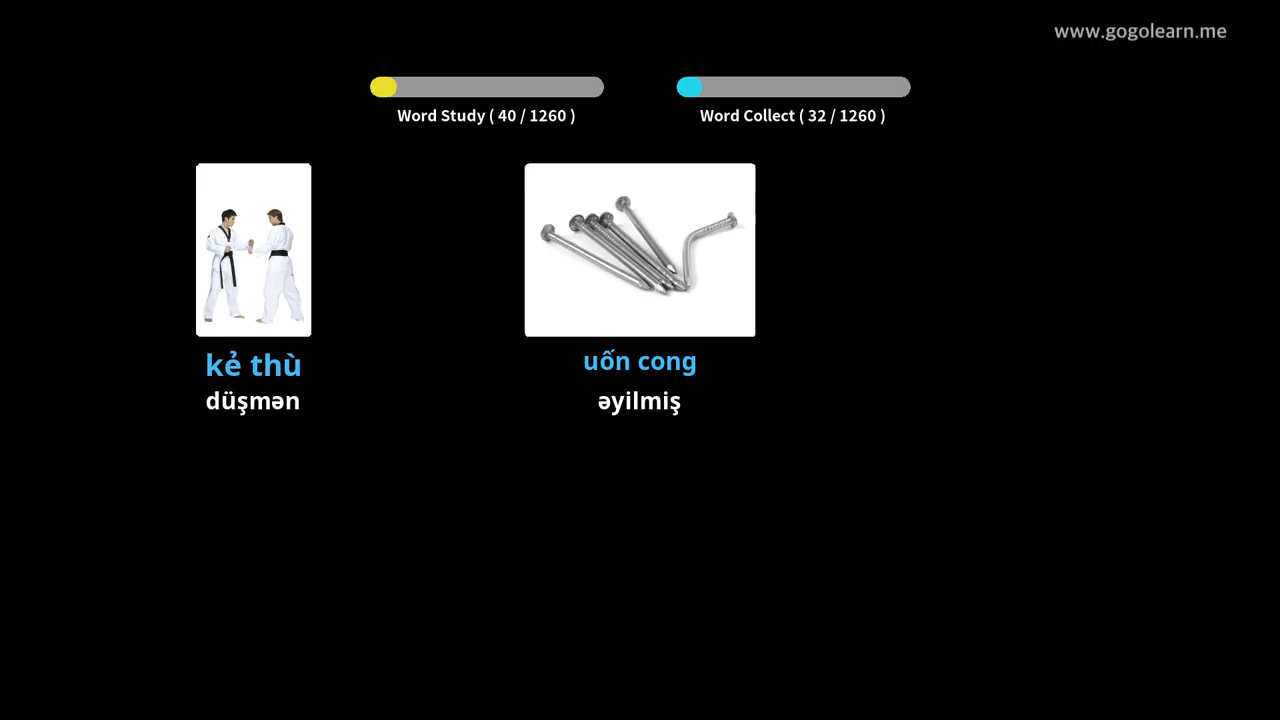 www.gogolearn.me
Word Study ( 40 / 1260 )
Word Collect ( 32 / 1260 )
kẻ thù
düşmən
uốn cong
əyilmiş